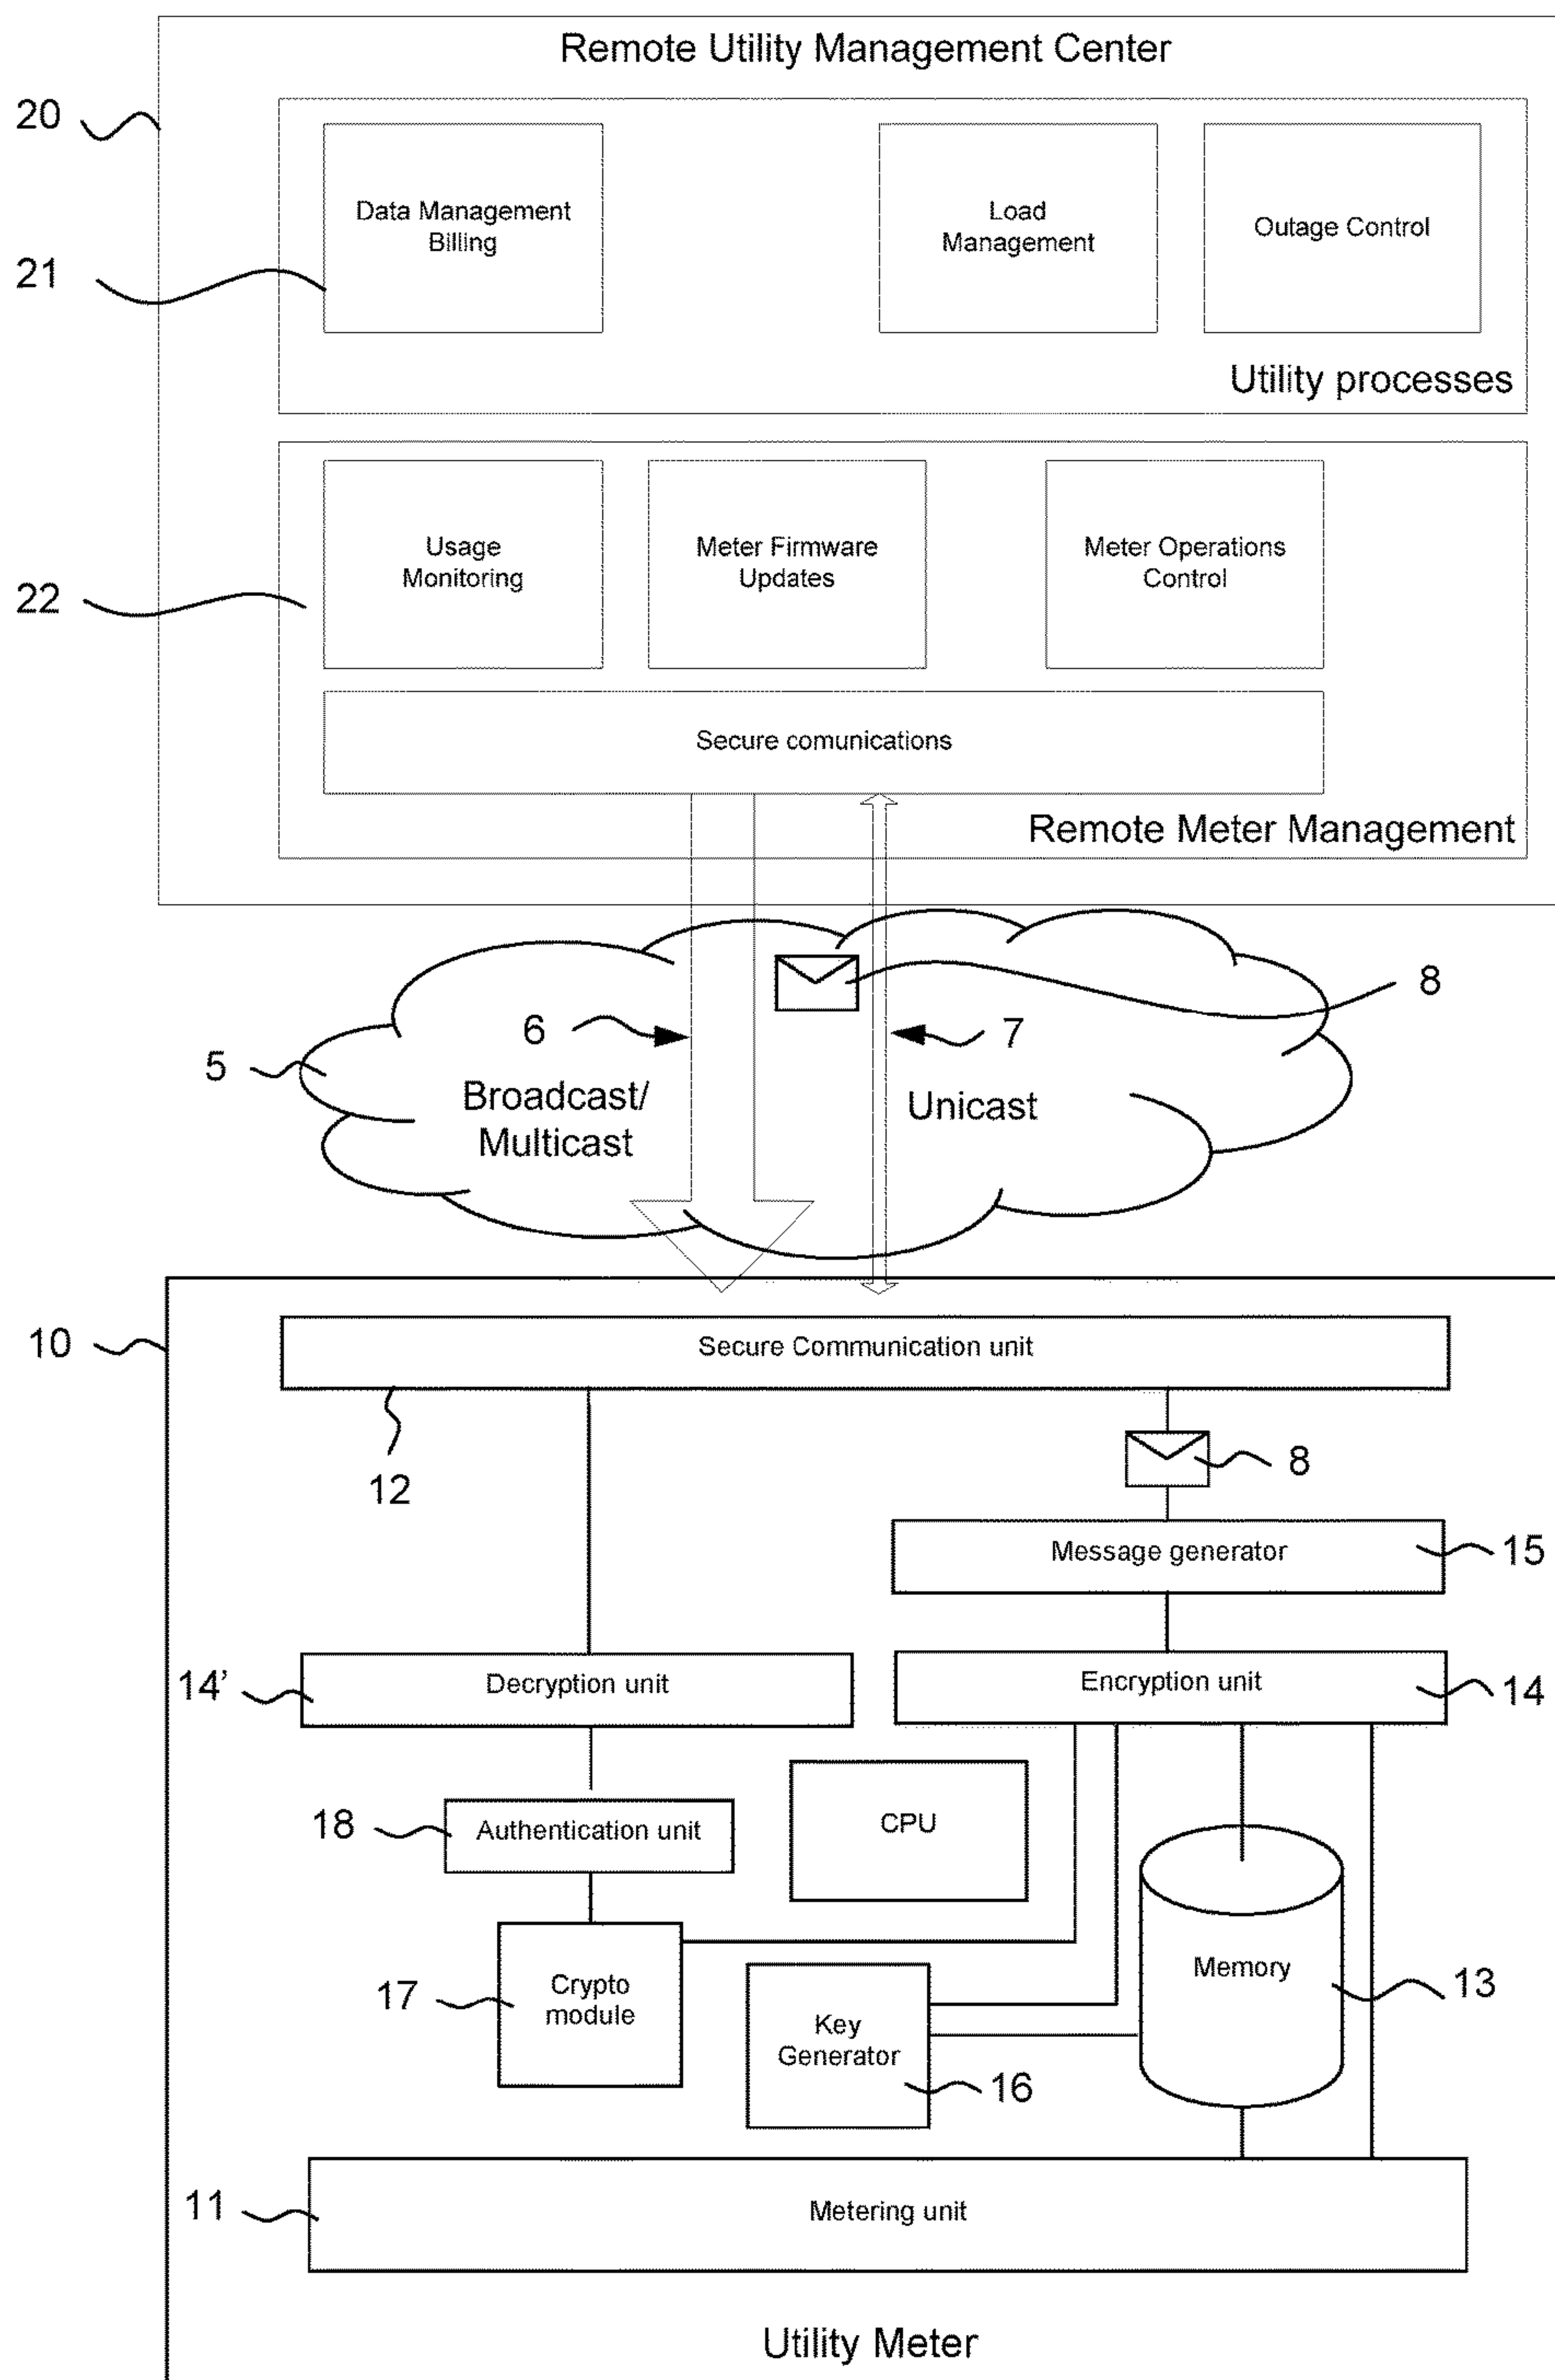 Remote Utility Management Center
20
Data Management
Billing
Load
Management
Outage Control
21
Utility processes
Usage
Monitoring
Meter Firmware
Updates
Meter Operations
Control
22
Secure comunications
Remote Meter Management
8
6
7
5
Broadcast/
Multicast
Unicast
10
Secure Communication unit
12
8
Message generator
15
14’
Decryption unit
Encryption unit
14
18
Authentication unit
CPU
17
Crypto
module
Memory
13
Key
Generator
16
11
Metering unit
Utility Meter